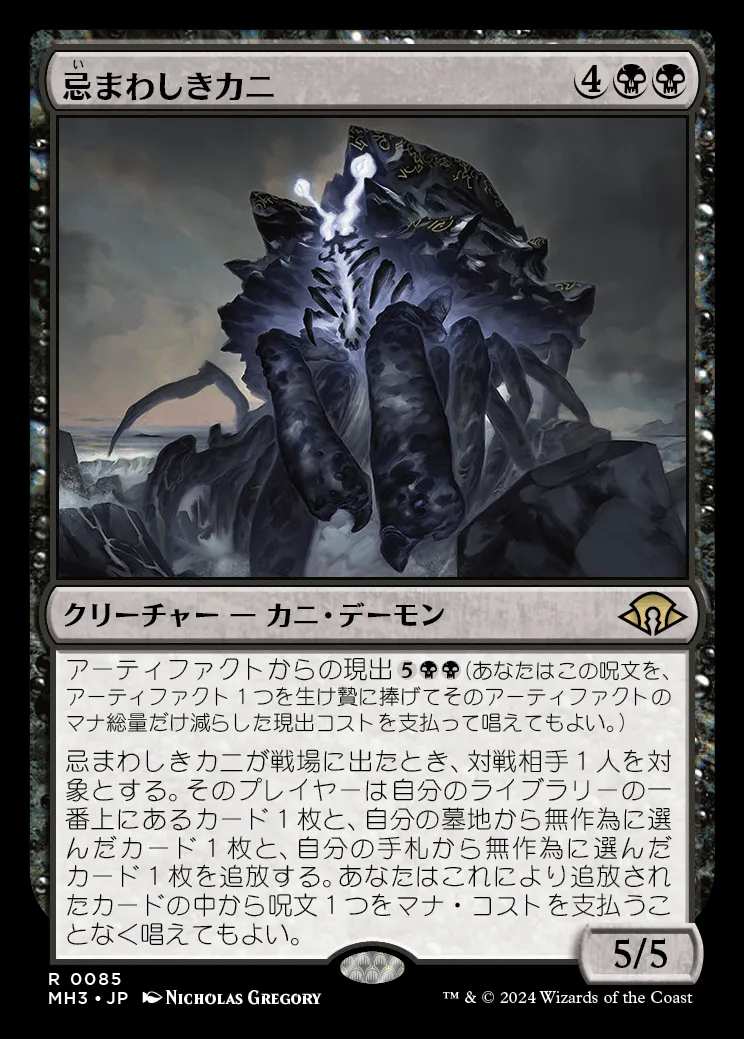 い
忌まわしきカニ
4
クリーチャー — カニ・デーモン
アーティファクトからの現出 5 (あなたはこの呪文を、
アーティファクト1つを生け贄に捧げてそのアーティファクトの
マナ総量だけ減らした現出コストを支払って唱えてもよい。)
忌まわしきカニが戦場に出たとき、対戦相手1人を対
象とする。そのプレイヤーは自分のライブラリーの一
番上にあるカード1枚と、自分の墓地から無作為に選
んだカード1枚と、自分の手札から無作為に選んだ
カード1枚を追放する。あなたはこれにより追放され
たカードの中から呪文1つをマナ・コストを支払うこ
となく唱えてもよい。
5/5
R 0085
MH3 • JP NICHOLAS GREGORY
™ & © 2024 Wizards of the Coast